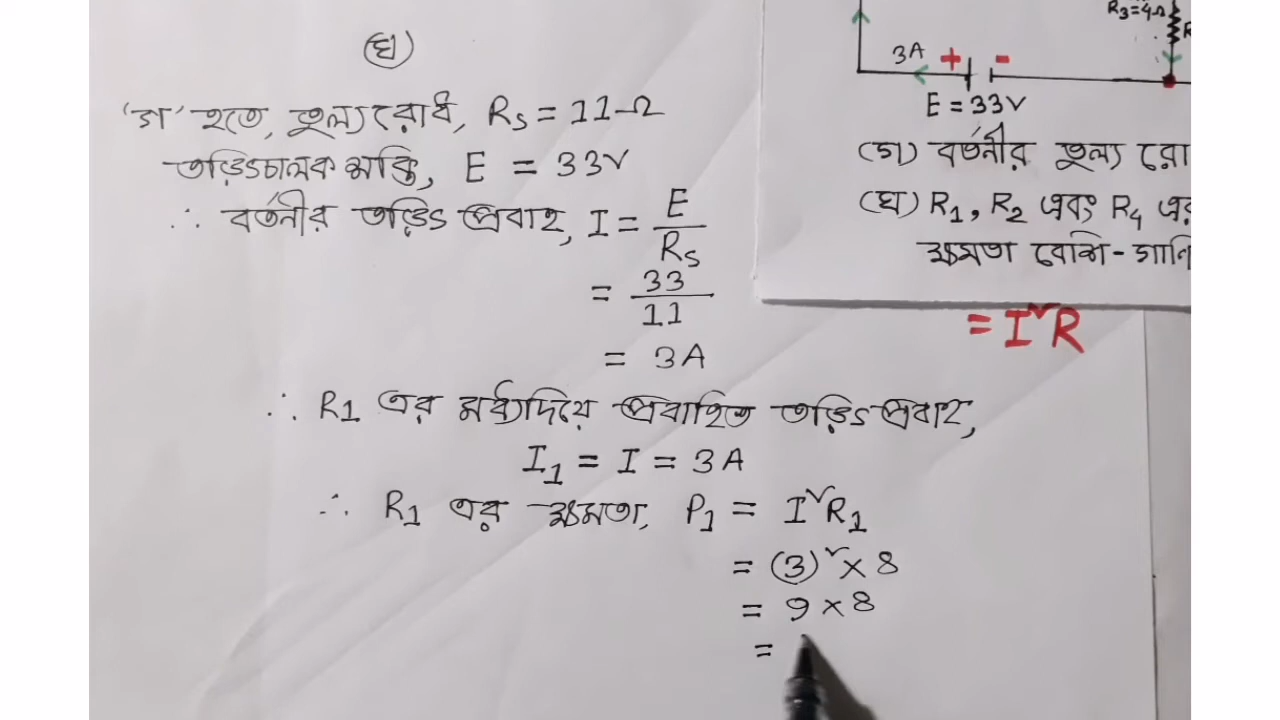 (ঘ)
'গ' হতে, তুল্যরোধ, Rs = 11Ω
তড়িৎচালক শক্তি, E = 33V
∴ বর্তনীর তড়িৎ প্রবাহ, I = E/Rs
= 33/11
= 3A
∴ R1 এর মধ্যদিয়ে প্রবাহিত তড়িৎ প্রবাহ,
I1 = I = 3A
∴ R1 এর ক্ষমতা, P1 = I²R1
= (3)² × 8
= 9 × 8
=
R3=4Ω
3A + -
E = 33V
(গ) বর্তনীর তুল্য রো
(ঘ) R1, R2 এবং R4 এর
ক্ষমতা বেশি - গানি
= I²R